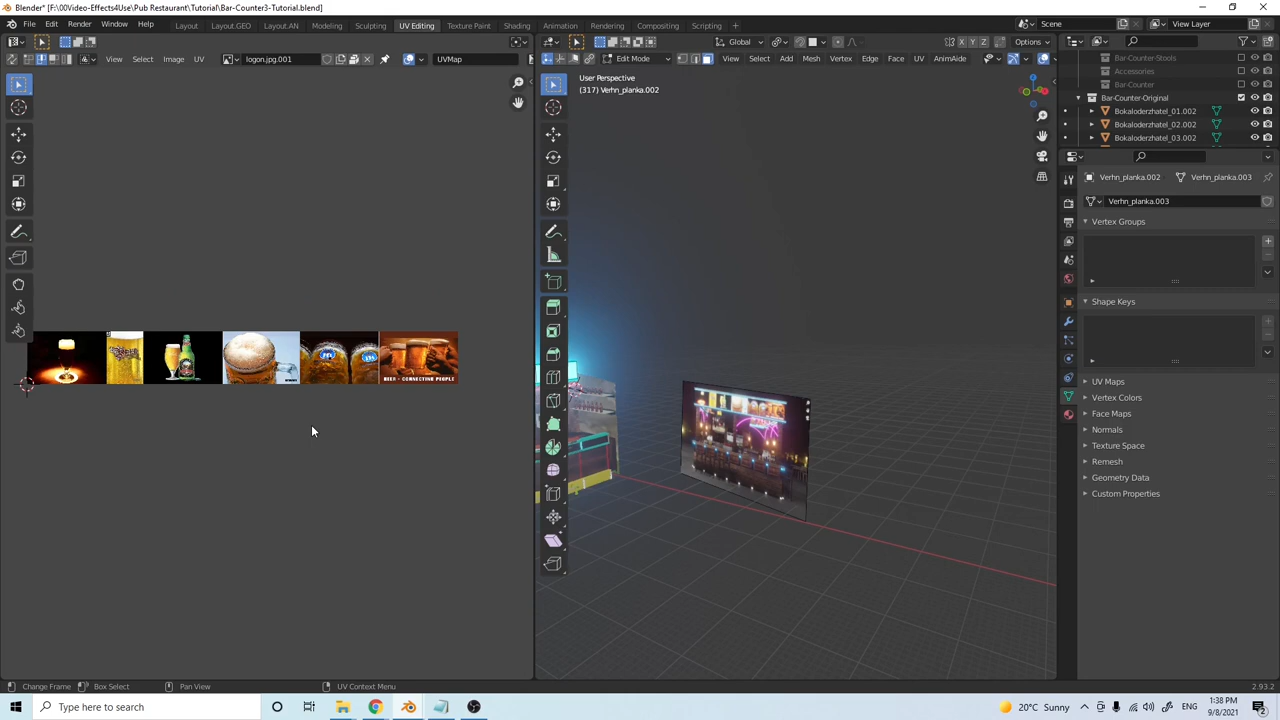 Blender* [F:\00Video-Effects4Use\Pub Restaurant\Tutorial\Bar-Counter3-Tutorial.blend]
File Edit Render Window Help Layout Layout.GEO Layout.AN Modeling Sculpting UV Editing Texture Paint Shading Animation Rendering Compositing Scripting + Scene View Layer
Global Options
View Select Image UV logon.jpg.001 UVMap Edit Mode View Select Add Mesh Vertex Edge Face UV AnimAide X Y Z
User Perspective
(317) Verhn_planka.002
Bar-Counter-Stools
Accessories
Bar-Counter
Bar-Counter-Original
Bokaloderzhatel_01.002
Bokaloderzhatel_02.002
Bokaloderzhatel_03.002
Verhn_planka.002 Verhn_planka.003
Verhn_planka.003
Vertex Groups
Shape Keys
UV Maps
Vertex Colors
Face Maps
Normals
Texture Space
Remesh
Geometry Data
Custom Properties
BEER - CONNECTING PEOPLE
Change Frame Box Select Pan View UV Context Menu 2.93.2
Type here to search 20°C Sunny ENG 1:38 PM
9/8/2021